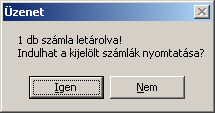 Üzenet
1 db számla letárolva!
Indulhat a kijelölt számlák nyomtatása?
Igen
Nem